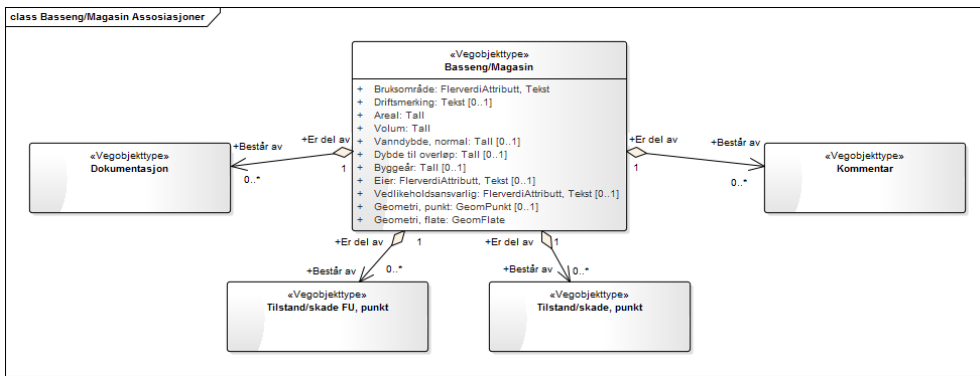 class Basseng/Magasin Assosiasjoner
«Vegobjekttype»
Basseng/Magasin
+ Bruksområde: FlerverdiAttributt, Tekst
+ Driftsmerking: Tekst [0..1]
+ Areal: Tall
+ Volum: Tall
+ Vanndybde, normal: Tall [0..1]
+ Dybde til overløp: Tall [0..1]
+ Byggeår: Tall [0..1]
+ Eier: FlerverdiAttributt, Tekst [0..1]
+ Vedlikeholdsansvarlig: FlerverdiAttributt, Tekst [0..1]
+ Geometri, punkt: GeomPunkt [0..1]
+ Geometri, flate: GeomFlate
+Er del av
1
+Består av
0..*
«Vegobjekttype»
Dokumentasjon
+Er del av
1
+Består av
0..*
«Vegobjekttype»
Kommentar
+Er del av
1
+Består av
0..*
«Vegobjekttype»
Tilstand/skade FU, punkt
+Er del av
1
+Består av
0..*
«Vegobjekttype»
Tilstand/skade, punkt